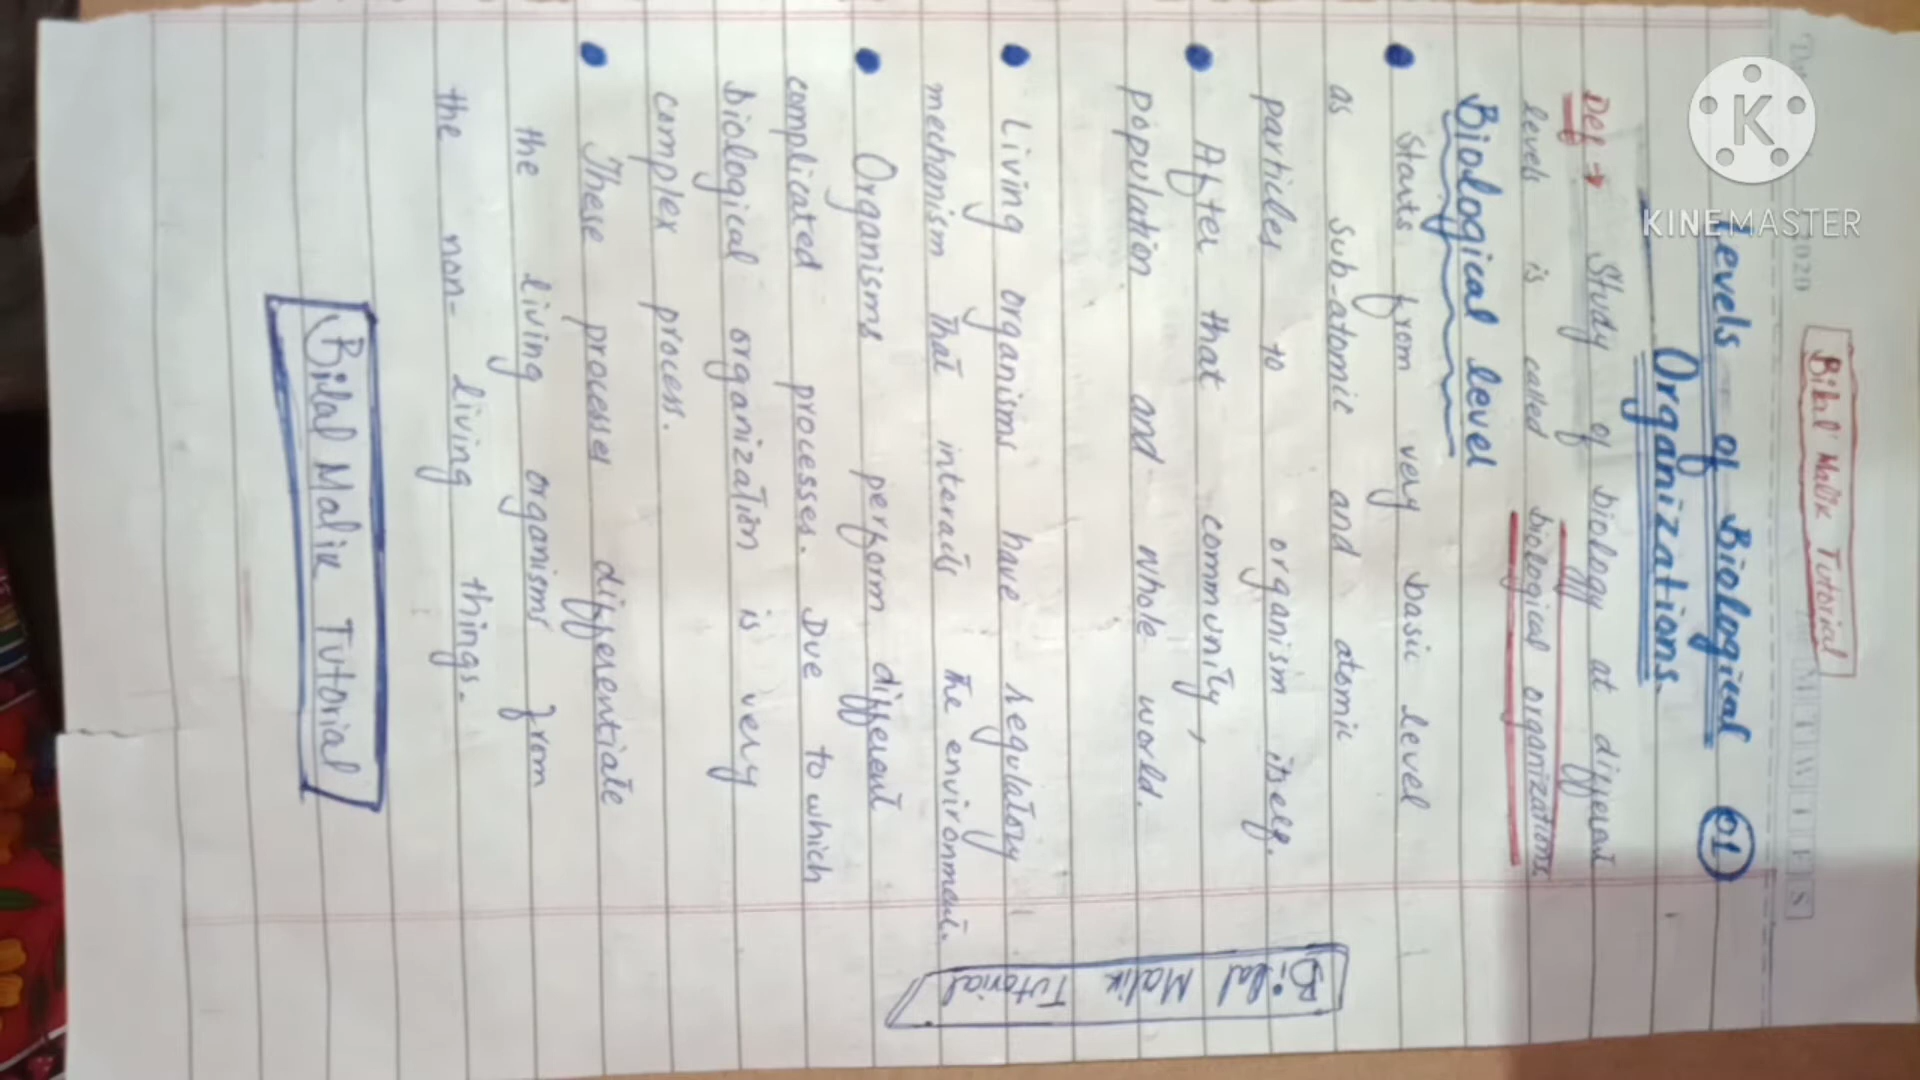 Bilal Malik Tutorial
2020
M T W T F S
Levels of Biological 01
Organizations.
Def → Study of biology at different
levels is called biological organizations
Biological level
Starts from very basic level
as sub-atomic and atomic
particles to organism itself.
After that community,
population and whole world.
Living organisms have regulatory
mechanism that interacts the environment.
Organisms perform different
complicated processes. Due to which
Biological organization is very
complex process.
These processes differentiate
the living organisms from
the non-living things.
Bilal Malik Tutorial
Bilal Malik Tutorial
K
KINEMASTER